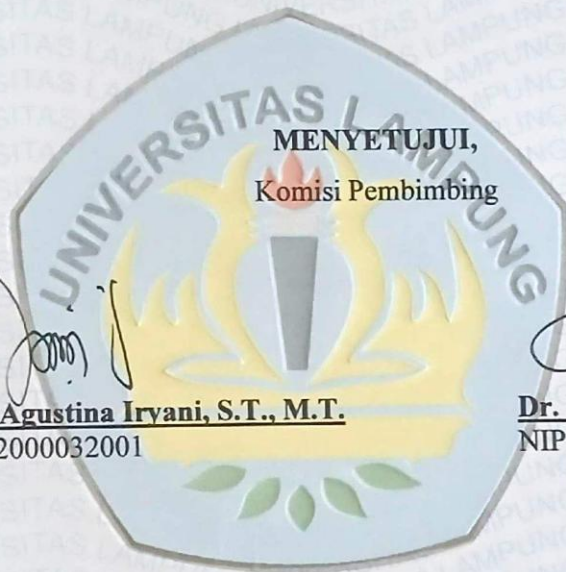 UNIVERSITAS LAMPUNG
MENYETUJUI,
Komisi Pembimbing
Agustina Iryani, S.T., M.T.
2000032001
Dr.
NIP